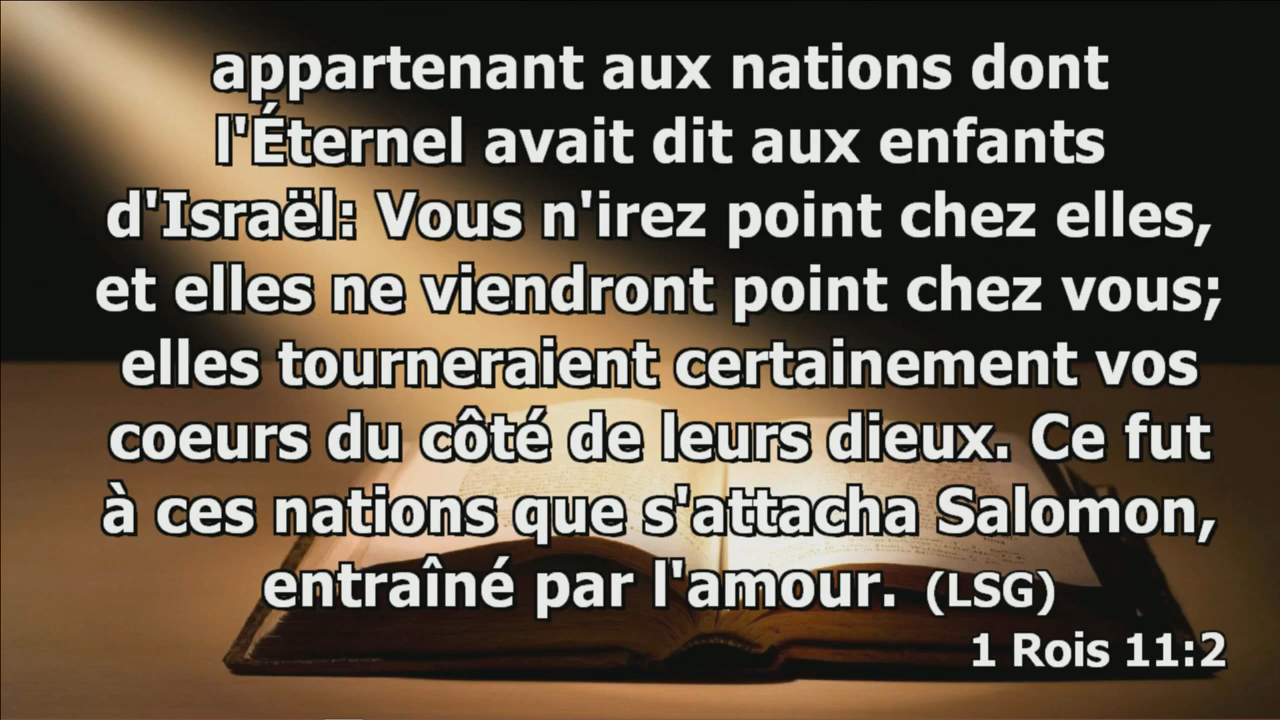 appartenant aux nations dont
l'Éternel avait dit aux enfants
d'Israël: Vous n'irez point chez elles,
et elles ne viendront point chez vous;
elles tourneraient certainement vos
coeurs du côté de leurs dieux. Ce fut
à ces nations que s'attacha Salomon,
entraîné par l'amour. (LSG)
1 Rois 11:2